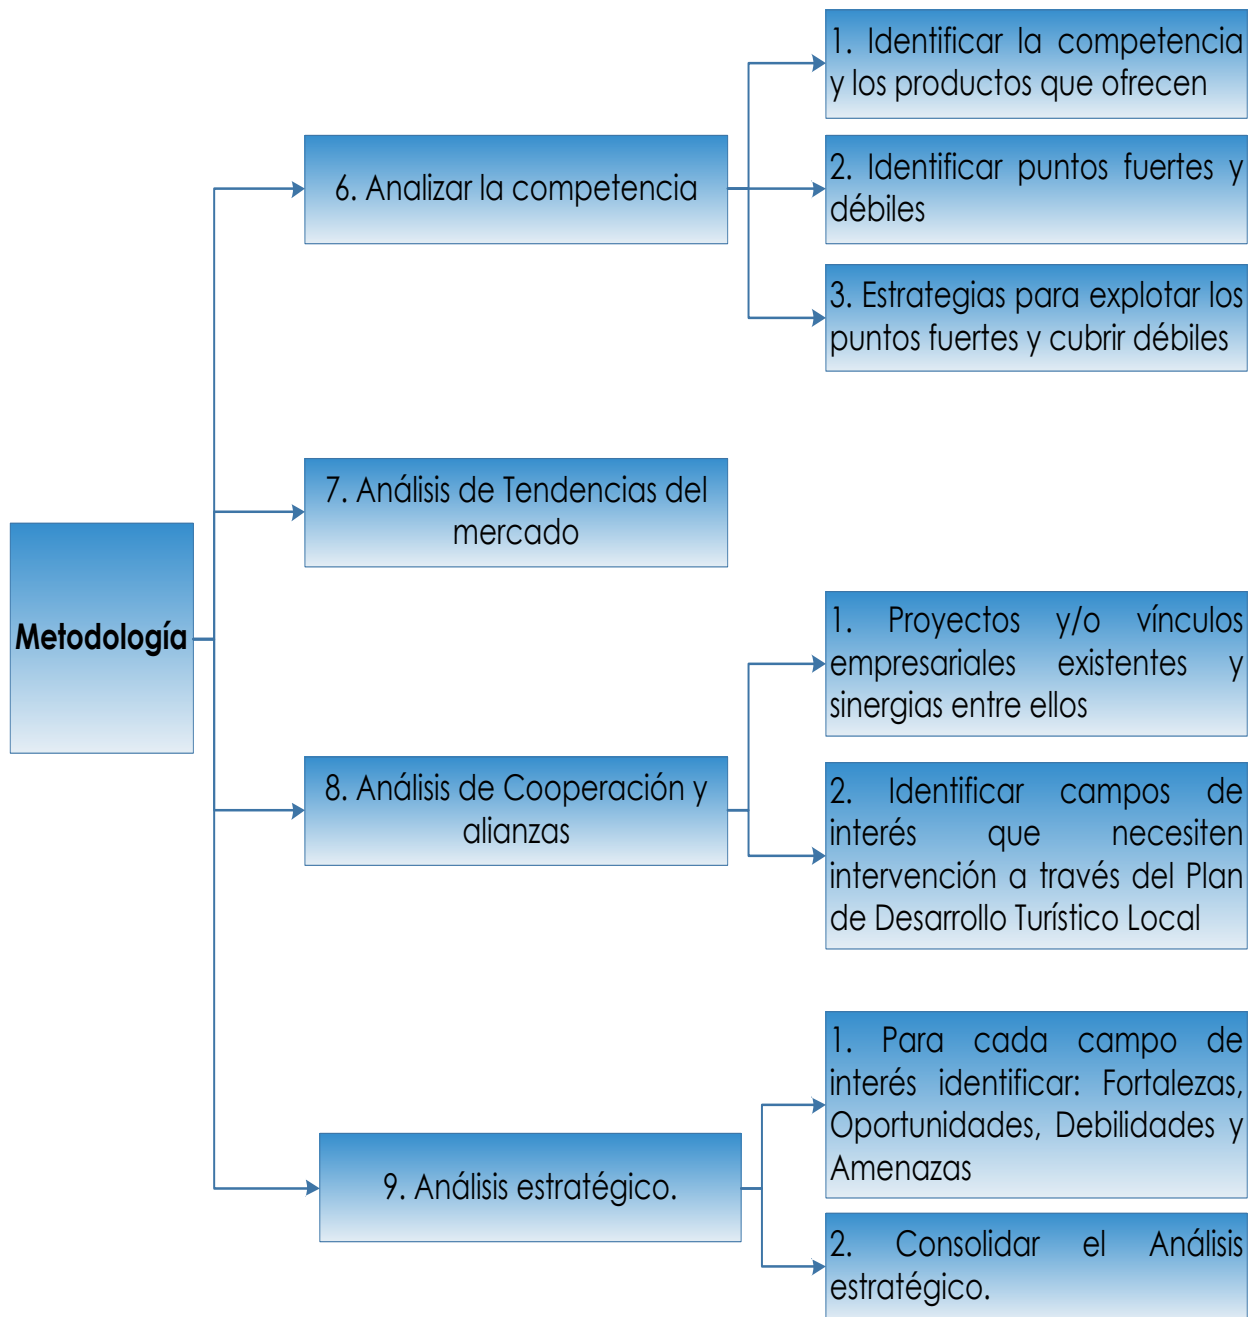 Metodología
6. Analizar la competencia
1. Identificar la competencia
y los productos que ofrecen
2. Identificar puntos fuertes y
débiles
3. Estrategias para explotar los
puntos fuertes y cubrir débiles
7. Análisis de Tendencias del
mercado
8. Análisis de Cooperación y
alianzas
1. Proyectos y/o vínculos
empresariales existentes y
sinergias entre ellos
2. Identificar campos de
interés que necesiten
intervención a través del Plan
de Desarrollo Turístico Local
9. Análisis estratégico.
1. Para cada campo de
interés identificar: Fortalezas,
Oportunidades, Debilidades y
Amenazas
2. Consolidar el Análisis
estratégico.